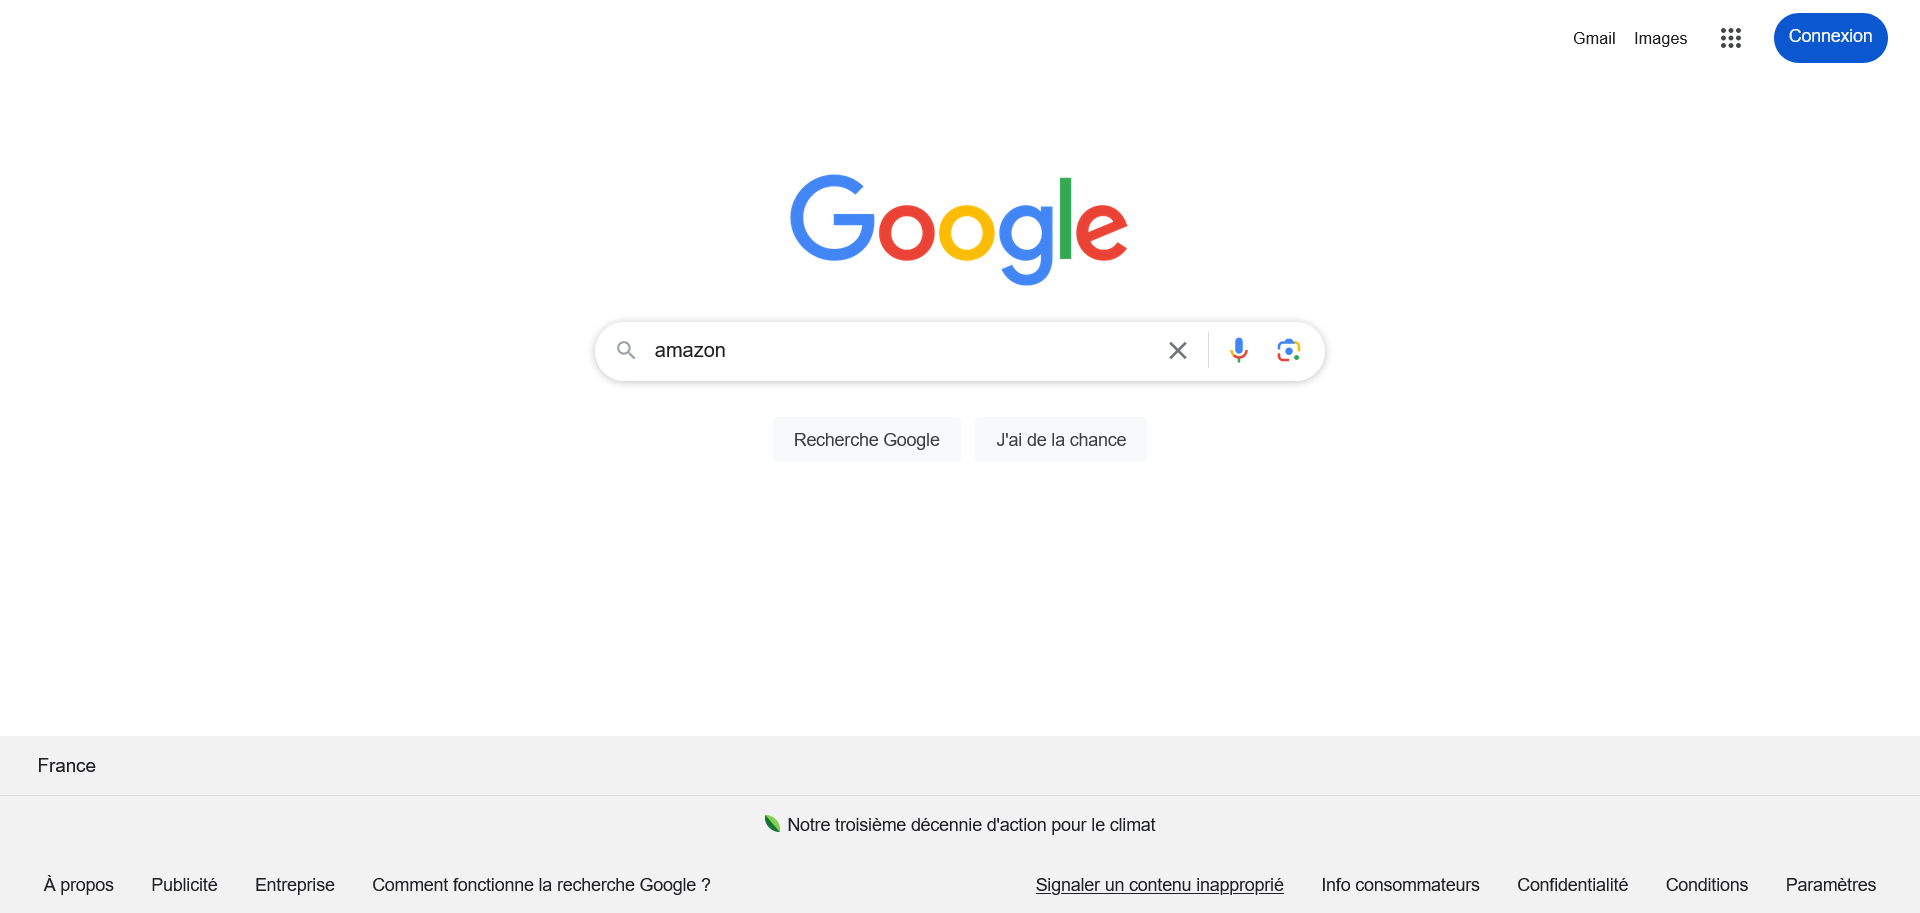 Gmail Images Connexion
Google
amazon
Recherche Google J'ai de la chance
France
Notre troisième décennie d'action pour le climat
À propos Publicité Entreprise Comment fonctionne la recherche Google ? Signaler un contenu inapproprié Info consommateurs Confidentialité Conditions Paramètres